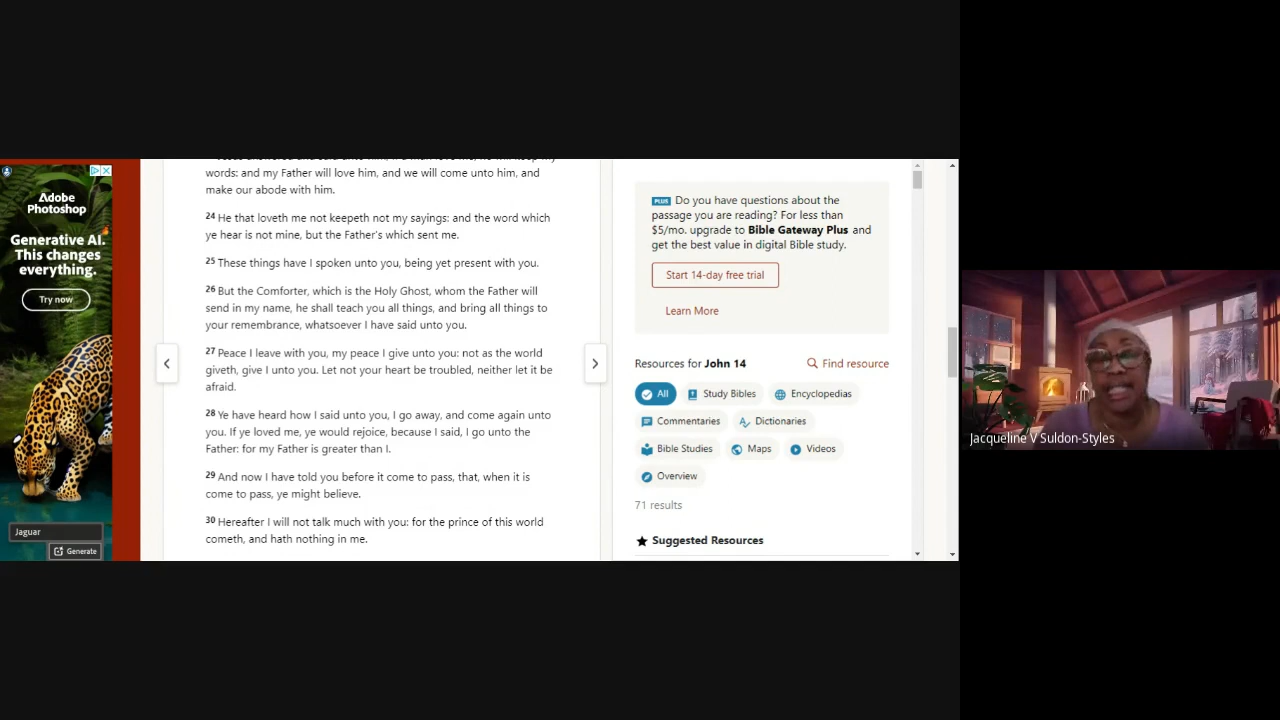 Adobe
Photoshop
Generative AI.
This changes
everything.
Try now
Jaguar
Generate
words: and my Father will love him, and we will come unto him, and
make our abode with him.
24 He that loveth me not keepeth not my sayings: and the word which
ye hear is not mine, but the Father's which sent me.
25 These things have I spoken unto you, being yet present with you.
26 But the Comforter, which is the Holy Ghost, whom the Father will
send in my name, he shall teach you all things, and bring all things to
your remembrance, whatsoever I have said unto you.
27 Peace I leave with you, my peace I give unto you: not as the world
giveth, give I unto you. Let not your heart be troubled, neither let it be
afraid.
28 Ye have heard how I said unto you, I go away, and come again unto
you. If ye loved me, ye would rejoice, because I said, I go unto the
Father: for my Father is greater than I.
29 And now I have told you before it come to pass, that, when it is
come to pass, ye might believe.
30 Hereafter I will not talk much with you: for the prince of this world
cometh, and hath nothing in me.
PLUS Do you have questions about the
passage you are reading? For less than
$5/mo. upgrade to Bible Gateway Plus and
get the best value in digital Bible study.
Start 14-day free trial
Learn More
Resources for John 14
Find resource
All
Study Bibles
Encyclopedias
Commentaries
Dictionaries
Bible Studies
Maps
Videos
Overview
71 results
Suggested Resources
Jacqueline V Suldon-Styles